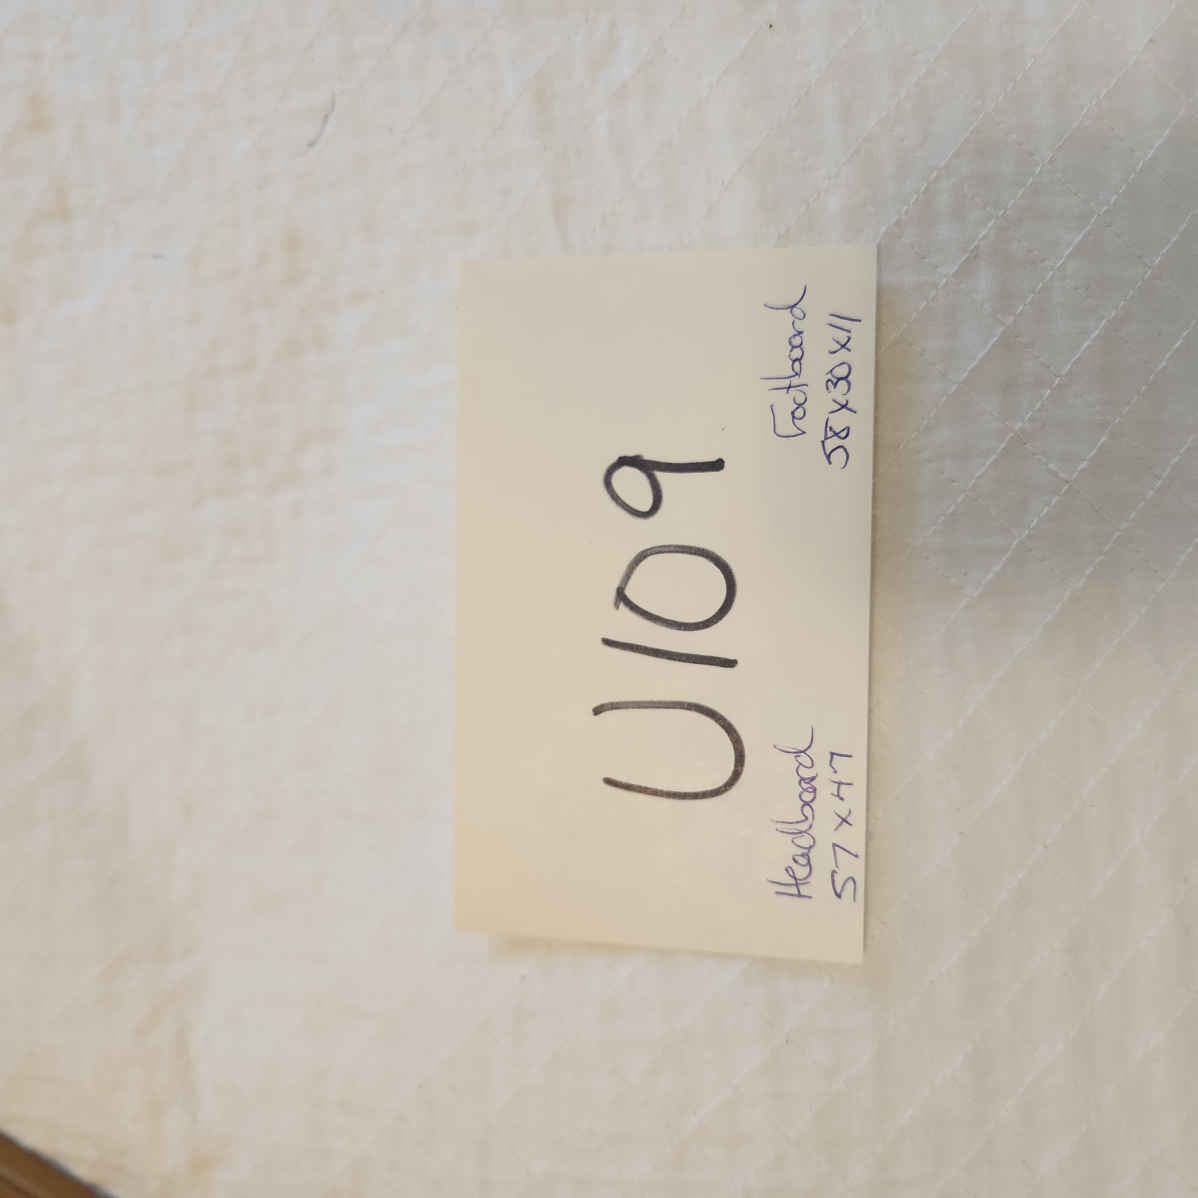 U109
Headboard
57 x 47
Footboard
58 x 30 x 11